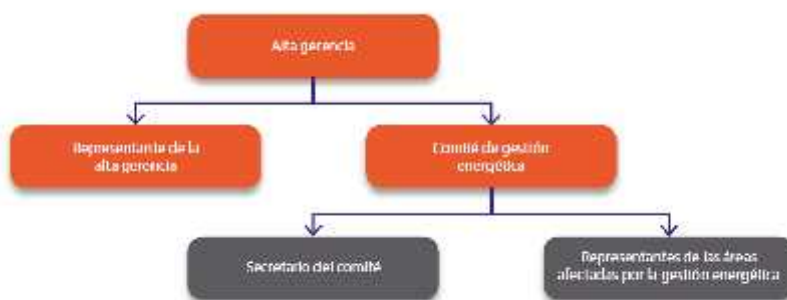 Alta gerencia
Representante de la
alta gerencia
Comité de gestión
energética
Secretario del comité
Representantes de las áreas
afectadas por la gestión energética